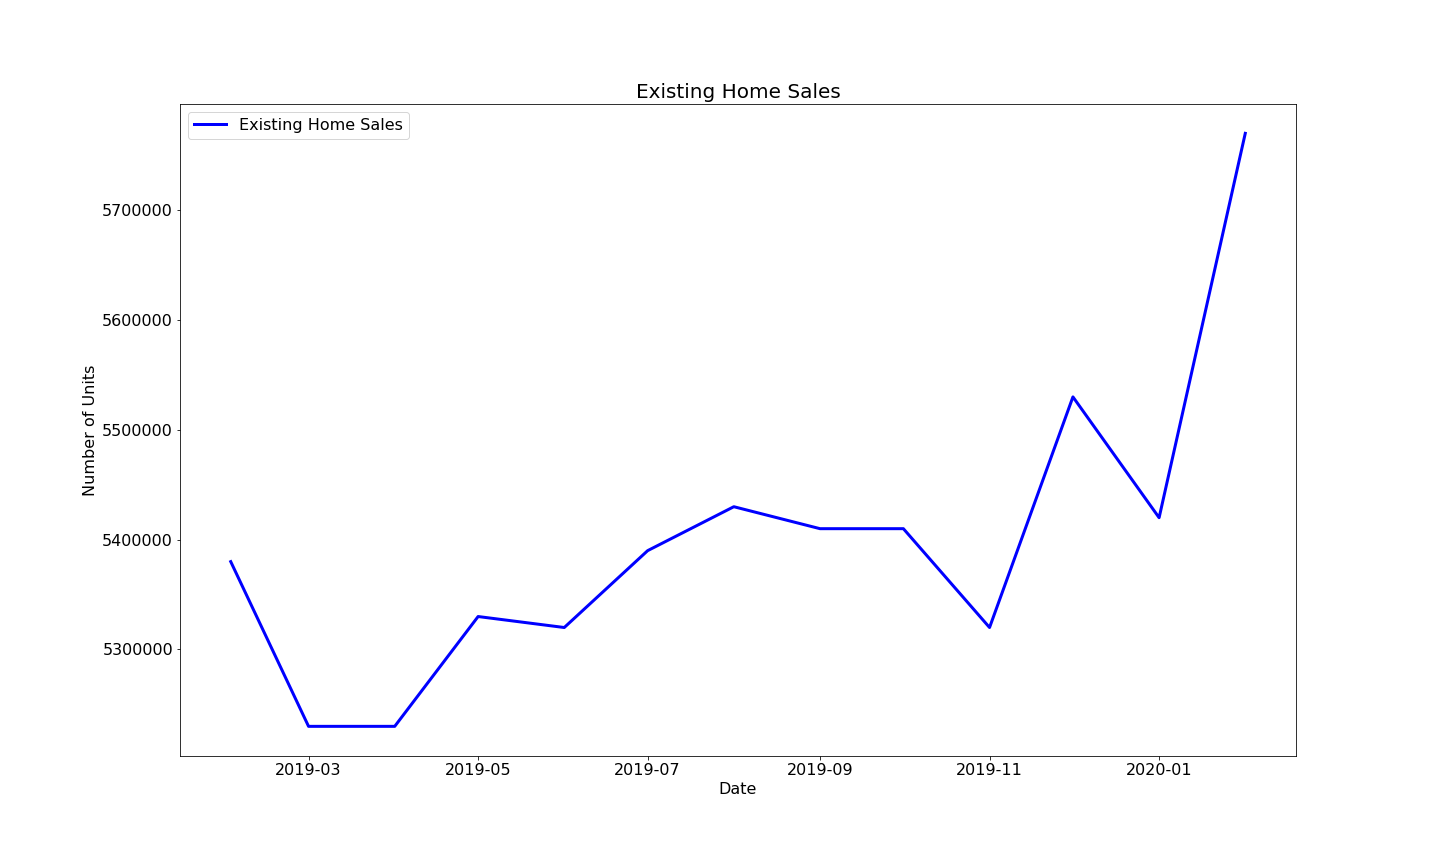 Existing Home Sales
Existing Home Sales
5700000
5600000
5500000
5400000
5300000
Number of Units
2019-03 2019-05 2019-07 2019-09 2019-11 2020-01
Date